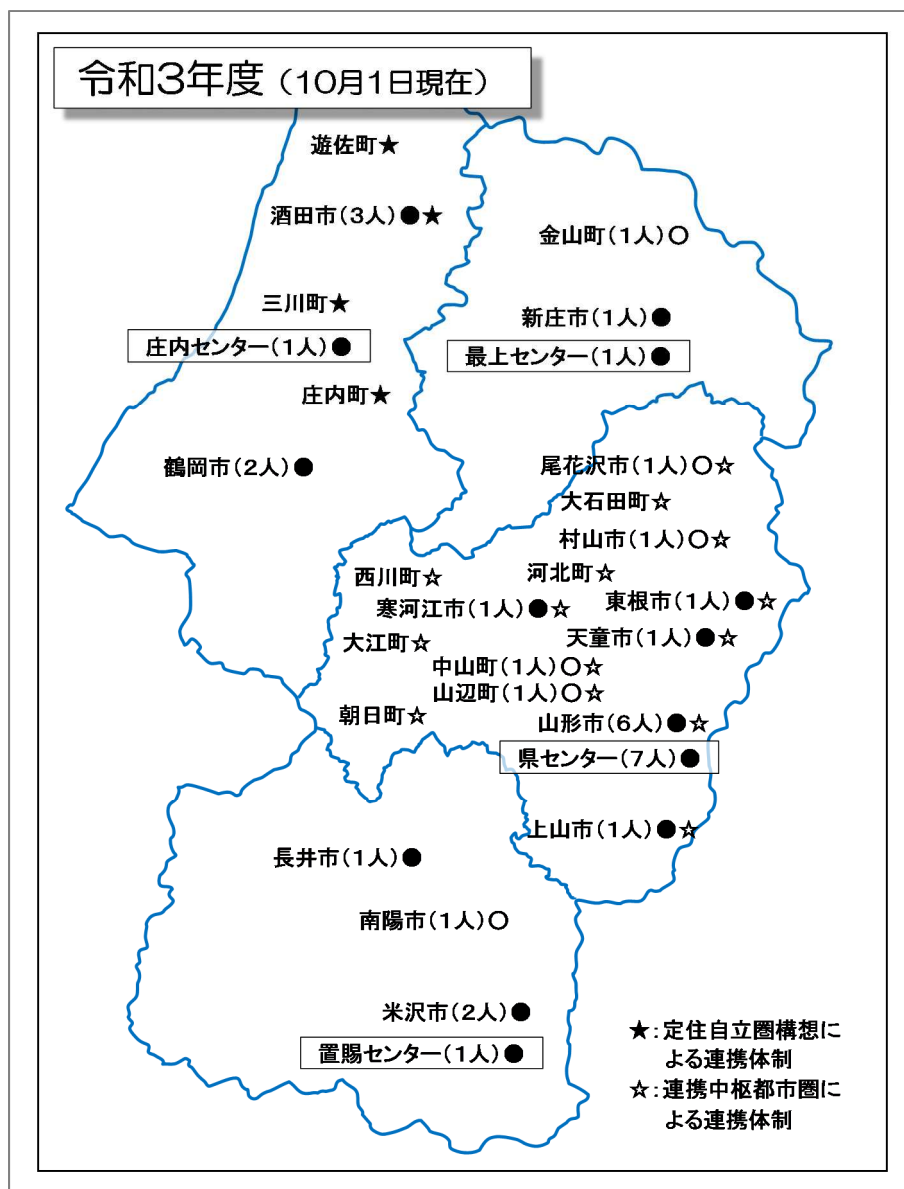 令和3年度（10月1日現在）
遊佐町★
酒田市（3人）●★
金山町（1人）○
三川町★
新庄市（1人）●
庄内センター（1人）●
最上センター（1人）●
庄内町★
鶴岡市（2人）●
尾花沢市（1人）○☆
大石田町☆
村山市（1人）○☆
西川町☆
河北町☆
寒河江市（1人）●☆
東根市（1人）●☆
大江町☆
天童市（1人）●☆
中山町（1人）○☆
山辺町（1人）○☆
朝日町☆
山形市（6人）●☆
県センター（7人）●
上山市（1人）●☆
長井市（1人）●
南陽市（1人）○
米沢市（2人）●
置賜センター（1人）●
★：定住自立圏構想に
よる連携体制
☆：連携中枢都市圏に
よる連携体制